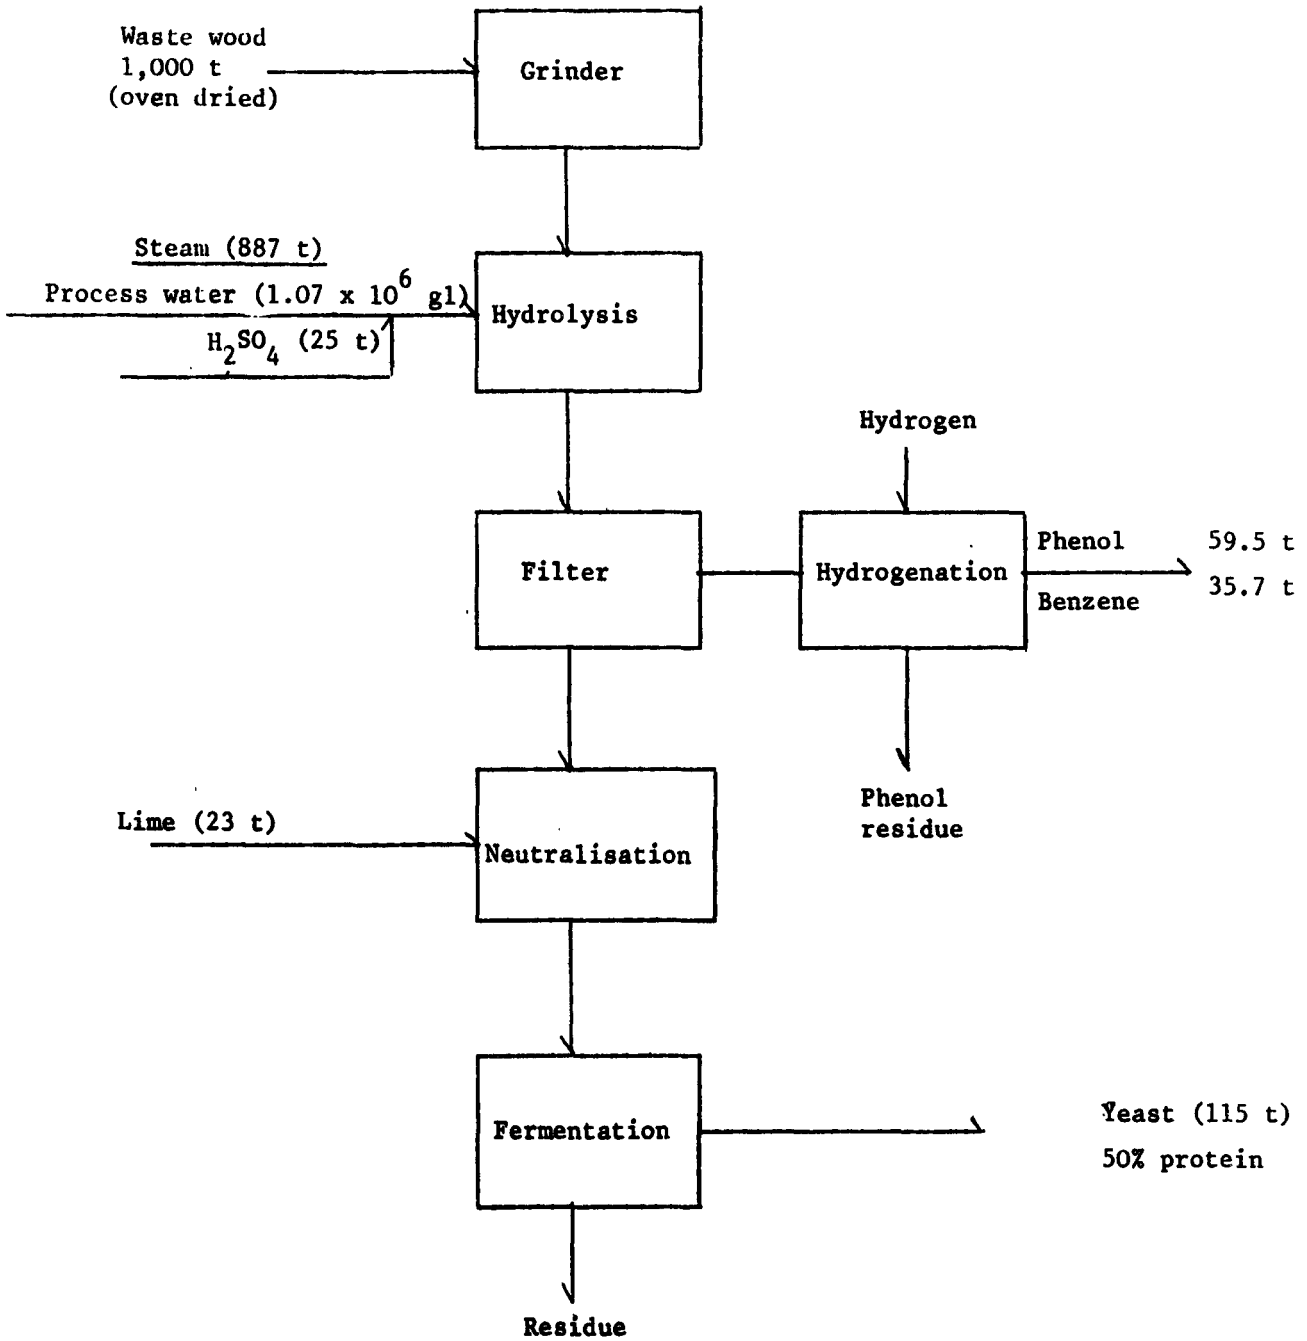 Waste wood
1,000 t
(oven dried)
Grinder
Steam (887 t)
Process water (1.07 x 10⁶ gl)
H₂SO₄ (25 t)
Hydrolysis
Hydrogen
Filter
Hydrogenation
Phenol 59.5 t
Benzene 35.7 t
Phenol
residue
Lime (23 t)
Neutralisation
Fermentation
Yeast (115 t)
50% protein
Residue